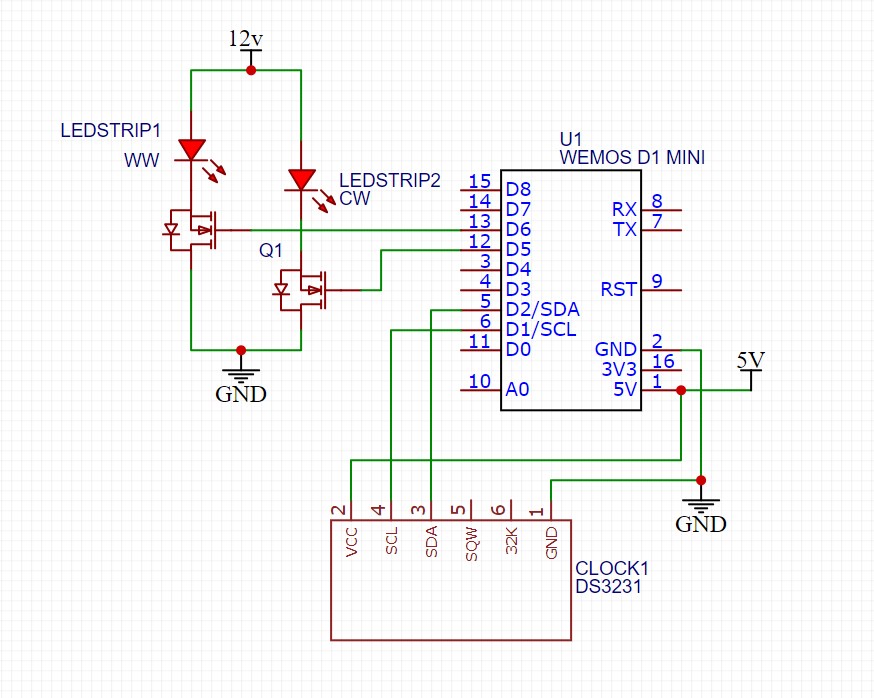 12v
LEDSTRIP1
WW
LEDSTRIP2
CW
Q1
U1
WEMOS D1 MINI
15 D8
14 D7
13 D6
12 D5
3 D4
4 D3
5 D2/SDA
6 D1/SCL
11 D0
10 A0
RX 8
TX 7
RST 9
GND 2
3V3 16
5V 1
5V
GND
GND
2 VCC
4 SCL
3 SDA
5 SQW
6 32K
1 GND
CLOCK1
DS3231